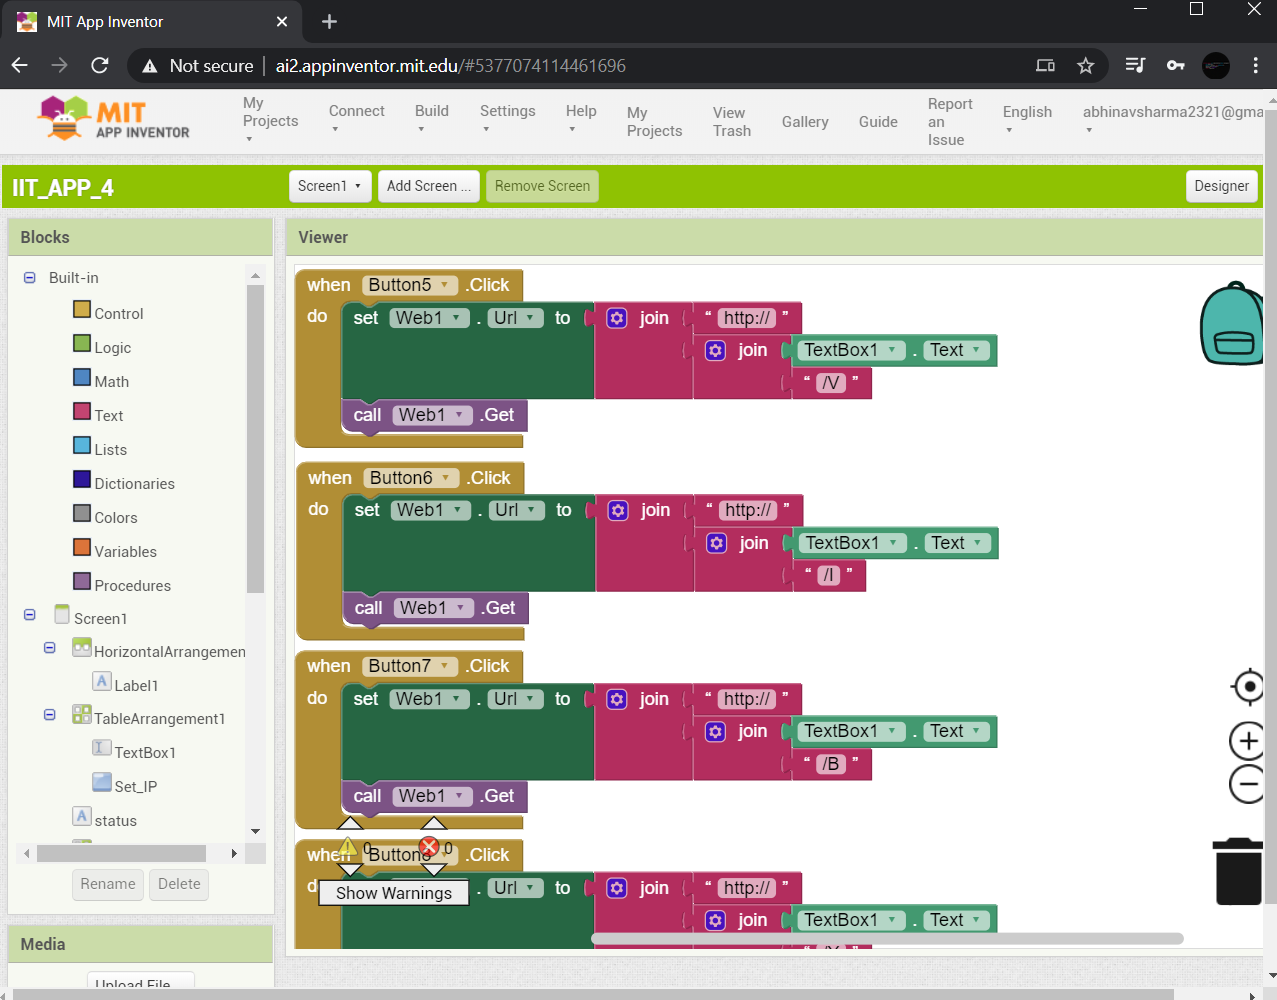 MIT App Inventor
Not secure | ai2.appinventor.mit.edu/#5377074114461696
MIT
APP INVENTOR
My Projects
Connect
Build
Settings
Help
My Projects
View Trash
Gallery
Guide
Report an Issue
English
abhinavsharma2321@gma
IIT_APP_4
Screen1
Add Screen ...
Remove Screen
Designer
Blocks
Built-in
Control
Logic
Math
Text
Lists
Dictionaries
Colors
Variables
Procedures
Screen1
HorizontalArrangemen
Label1
TableArrangement1
TextBox1
Set_IP
status
Rename
Delete
Media
Upload File
Viewer
when Button5 .Click
do set Web1 . Url to join “ http:// ”
join TextBox1 . Text
“ /V ”
call Web1 .Get
when Button6 .Click
do set Web1 . Url to join “ http:// ”
join TextBox1 . Text
“ /I ”
call Web1 .Get
when Button7 .Click
do set Web1 . Url to join “ http:// ”
join TextBox1 . Text
“ /B ”
call Web1 .Get
when Button8 .Click
do . Url to join “ http:// ”
join TextBox1 . Text
0 0
Show Warnings